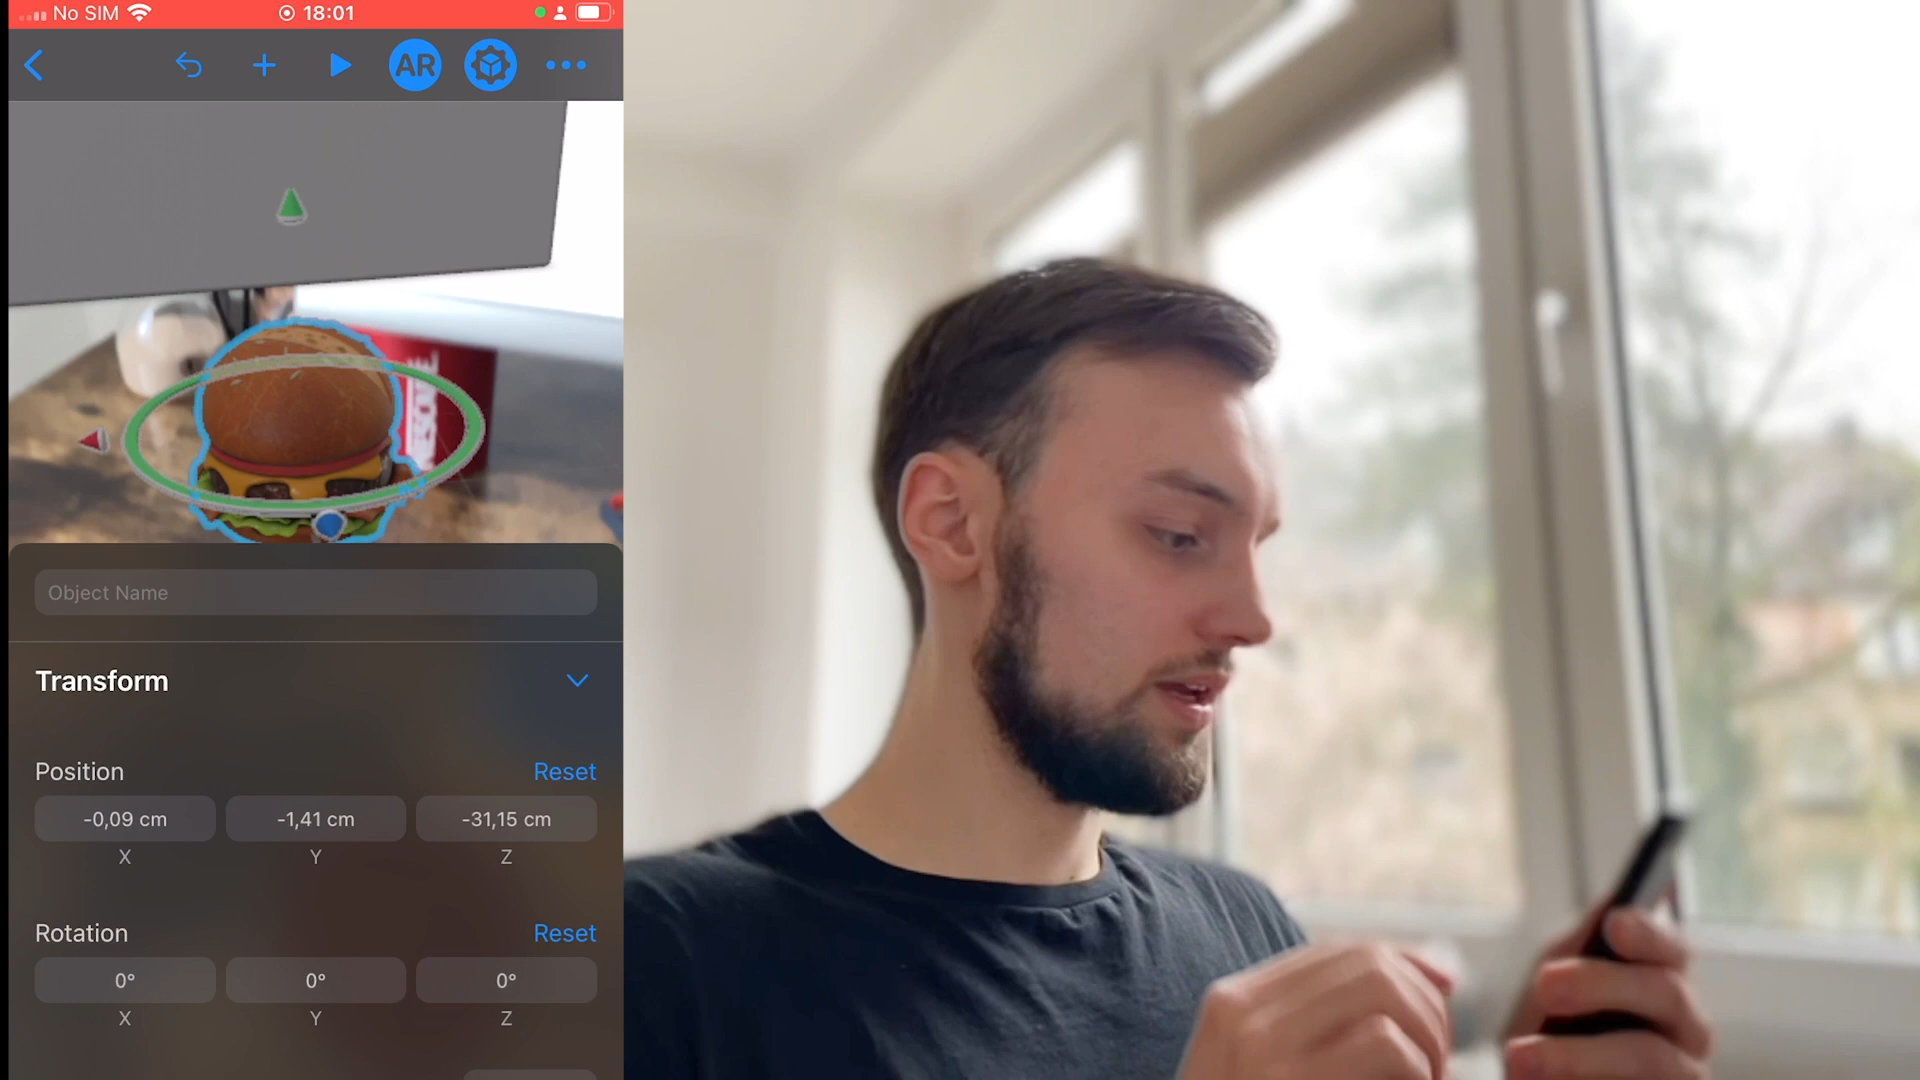 No SIM 18:01
AR
ESOME
Object Name
Transform
Position Reset
-0,09 cm -1,41 cm -31,15 cm
X Y Z
Rotation Reset
0° 0° 0°
X Y Z